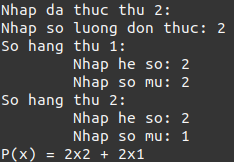 Nhap da thuc thu 2:
Nhap so luong don thuc: 2
So hang thu 1:
Nhap he so: 2
Nhap so mu: 2
So hang thu 2:
Nhap he so: 2
Nhap so mu: 1
P(x) = 2x2 + 2x1